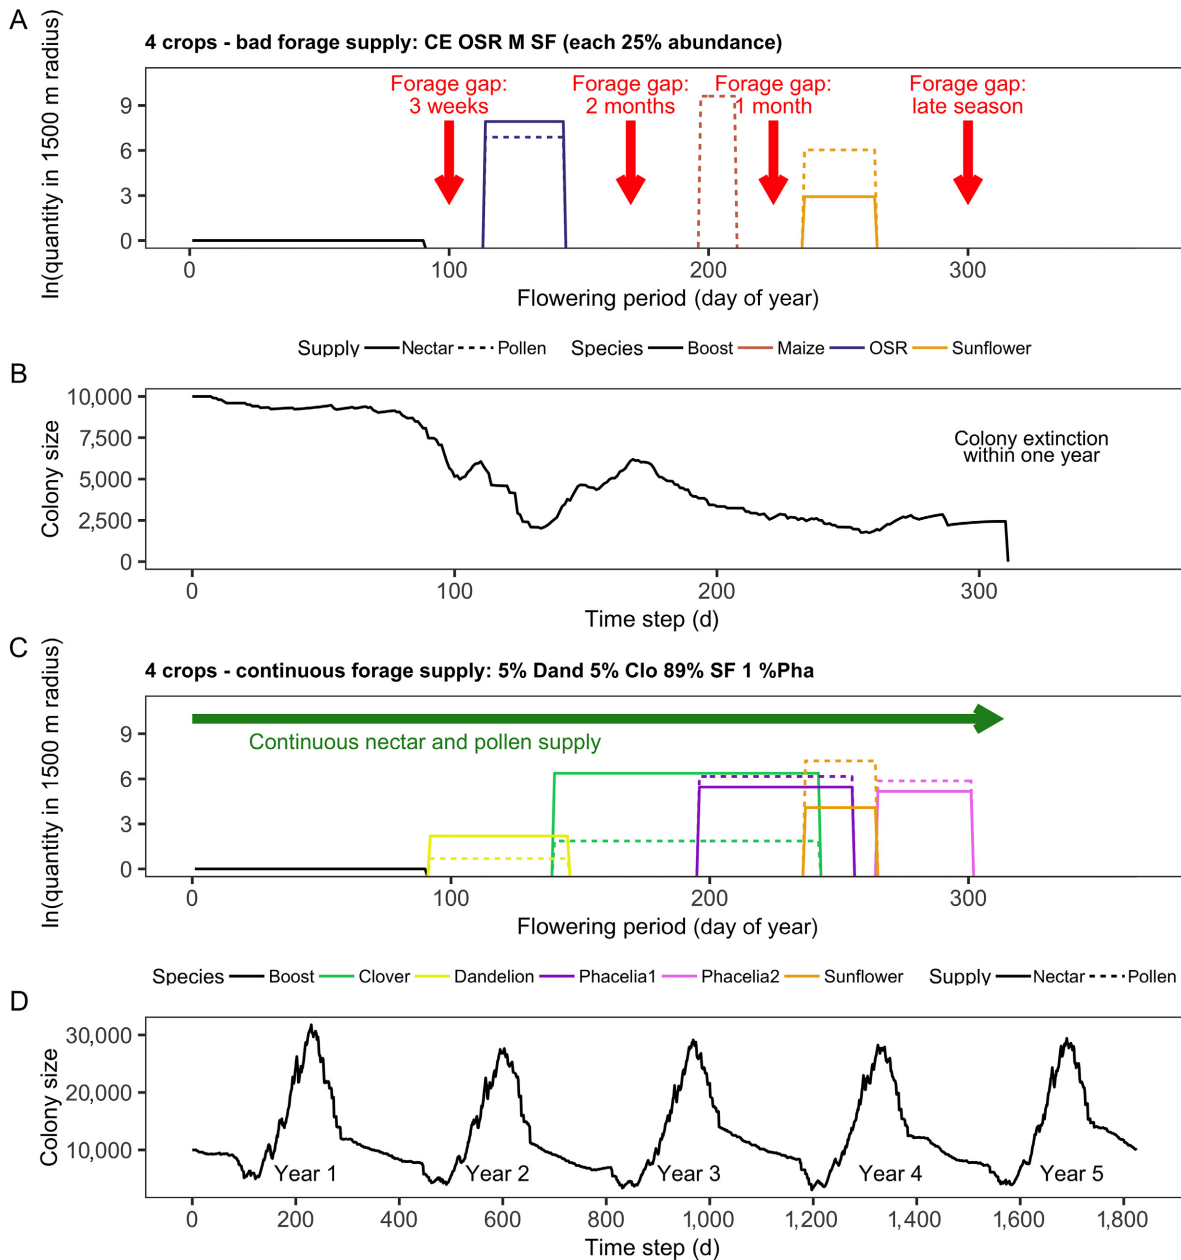 A
4 crops - bad forage supply: CE OSR M SF (each 25% abundance)
ln(quantity in 1500 m radius)
9
6
3
0
Forage gap:
3 weeks
Forage gap:
2 months
Forage gap:
1 month
Forage gap:
late season
0 100 200 300
Flowering period (day of year)
Supply Nectar Pollen Species Boost Maize OSR Sunflower
B
Colony size
10,000
7,500
5,000
2,500
0
Colony extinction
within one year
0 100 200 300
Time step (d)
C
4 crops - continuous forage supply: 5% Dand 5% Clo 89% SF 1 %Pha
ln(quantity in 1500 m radius)
9
6
3
0
Continuous nectar and pollen supply
0 100 200 300
Flowering period (day of year)
Species Boost Clover Dandelion Phacelia1 Phacelia2 Sunflower Supply Nectar Pollen
D
Colony size
30,000
20,000
10,000
Year 1 Year 2 Year 3 Year 4 Year 5
0 200 400 600 800 1,000 1,200 1,400 1,600 1,800
Time step (d)